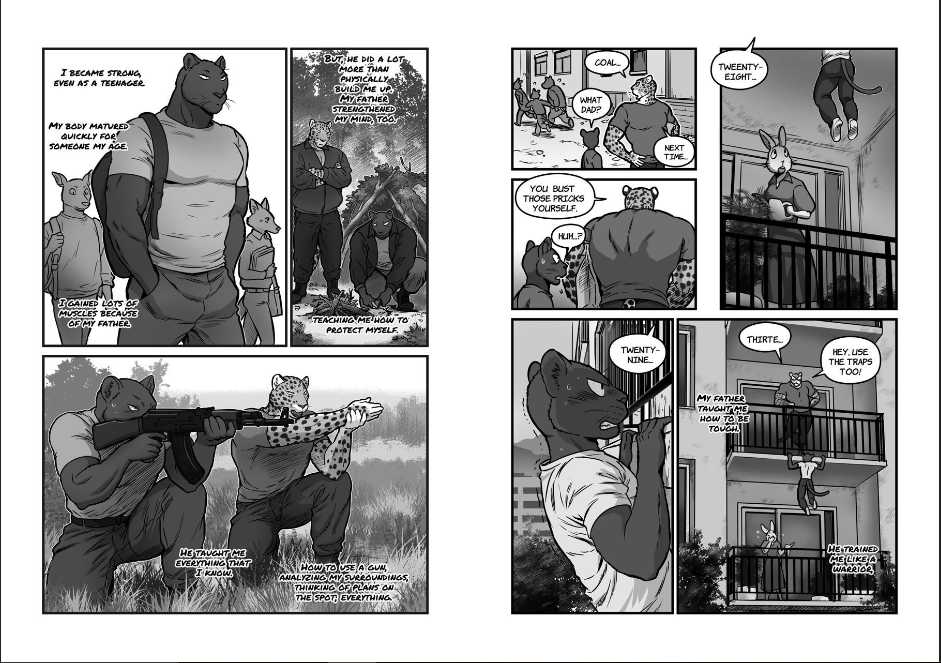 I BECAME STRONG,
EVEN AS A TEENAGER.
MY BODY MATURED
QUICKLY FOR
SOMEONE MY AGE.
I GAINED LOTS OF
MUSCLES BECAUSE
OF MY FATHER.
BUT, HE DID A LOT
MORE THAN
PHYSICALLY
BUILD ME UP.
MY FATHER
STRENGTHENED
MY MIND, TOO.
TEACHING ME HOW TO
PROTECT MYSELF.
HE TAUGHT ME
EVERYTHING THAT
I KNOW.
HOW TO USE A GUN,
ANALYZING MY SURROUNDINGS,
THINKING OF PLANS ON
THE SPOT, EVERYTHING.
COAL...
WHAT
DAD?
NEXT
TIME...
YOU BUST
THOSE PRICKS
YOURSELF.
HUH...?
TWEENTY-
EIGHT...
TWENTY-
NINE...
THIRTE...
HEY, USE
THE TRAPS
TOO!
MY FATHER
TAUGHT ME
HOW TO BE
TOUGH.
HE TRAINED
ME LIKE A
WARRIOR.